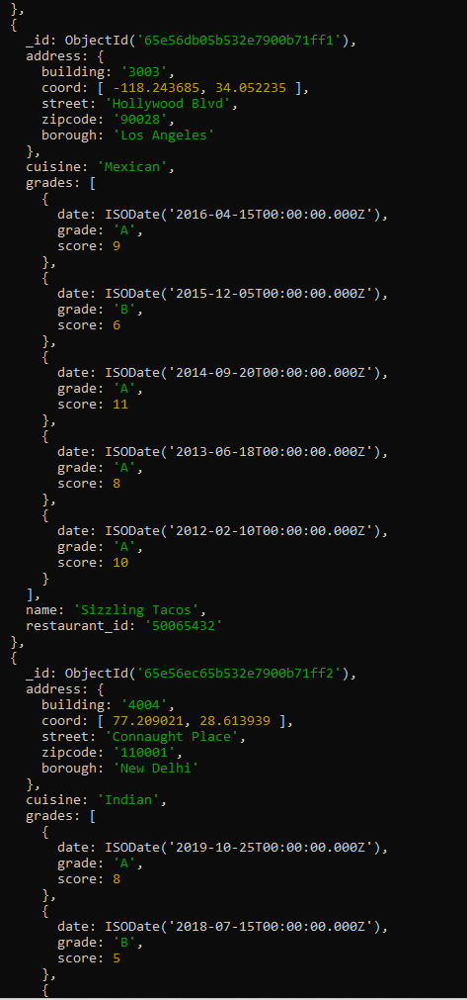 },
{
_id: ObjectId('65e56db05b532e7900b71ff1'),
address: {
building: '3003',
coord: [ -118.243685, 34.052235 ],
street: 'Hollywood Blvd',
zipcode: '90028',
borough: 'Los Angeles'
},
cuisine: 'Mexican',
grades: [
{
date: ISODate('2016-04-15T00:00:00.000Z'),
grade: 'A',
score: 9
},
{
date: ISODate('2015-12-05T00:00:00.000Z'),
grade: 'B',
score: 6
},
{
date: ISODate('2014-09-20T00:00:00.000Z'),
grade: 'A',
score: 11
},
{
date: ISODate('2013-06-18T00:00:00.000Z'),
grade: 'A',
score: 8
},
{
date: ISODate('2012-02-10T00:00:00.000Z'),
grade: 'A',
score: 10
}
],
name: 'Sizzling Tacos',
restaurant_id: '50065432'
},
{
_id: ObjectId('65e56ec65b532e7900b71ff2'),
address: {
building: '4004',
coord: [ 77.209021, 28.613939 ],
street: 'Connaught Place',
zipcode: '110001',
borough: 'New Delhi'
},
cuisine: 'Indian',
grades: [
{
date: ISODate('2019-10-25T00:00:00.000Z'),
grade: 'A',
score: 8
},
{
date: ISODate('2018-07-15T00:00:00.000Z'),
grade: 'B',
score: 5
},
{